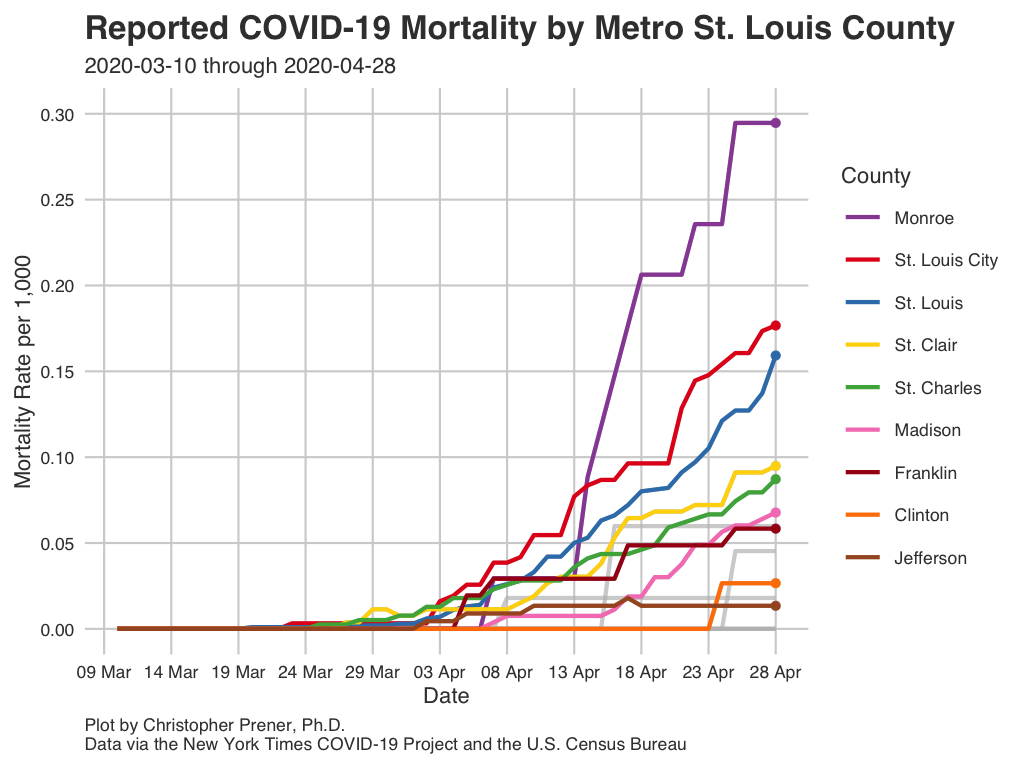 Reported COVID-19 Mortality by Metro St. Louis County
2020-03-10 through 2020-04-28
Mortality Rate per 1,000
0.30
0.25
0.20
0.15
0.10
0.05
0.00
09 Mar 14 Mar 19 Mar 24 Mar 29 Mar 03 Apr 08 Apr 13 Apr 18 Apr 23 Apr 28 Apr
Date
County
Monroe
St. Louis City
St. Louis
St. Clair
St. Charles
Madison
Franklin
Clinton
Jefferson
Plot by Christopher Prener, Ph.D.
Data via the New York Times COVID-19 Project and the U.S. Census Bureau